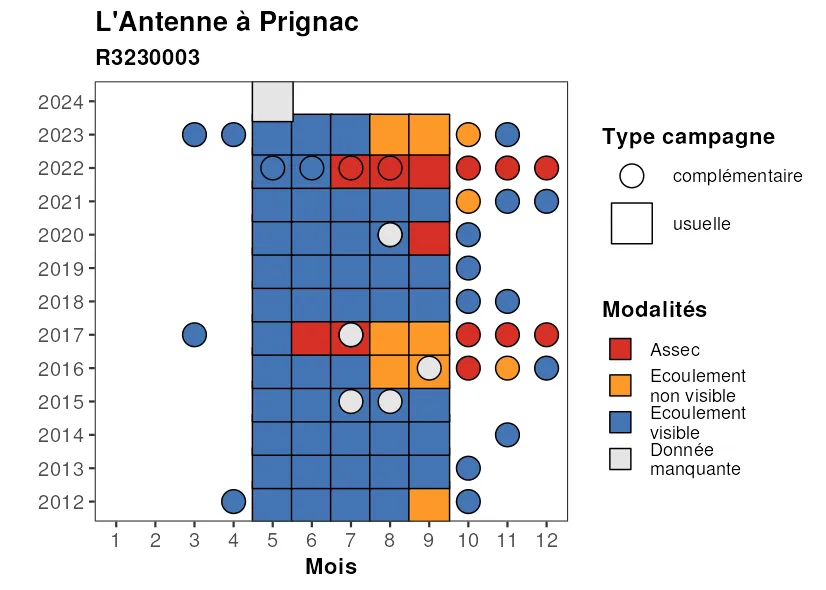 L'Antenne à Prignac
R3230003
2024
2023
2022
2021
2020
2019
2018
2017
2016
2015
2014
2013
2012
1 2 3 4 5 6 7 8 9 10 11 12
Mois
Type campagne
complémentaire
usuelle
Modalités
Assec
Ecoulement
non visible
Ecoulement
visible
Donnée
manquante